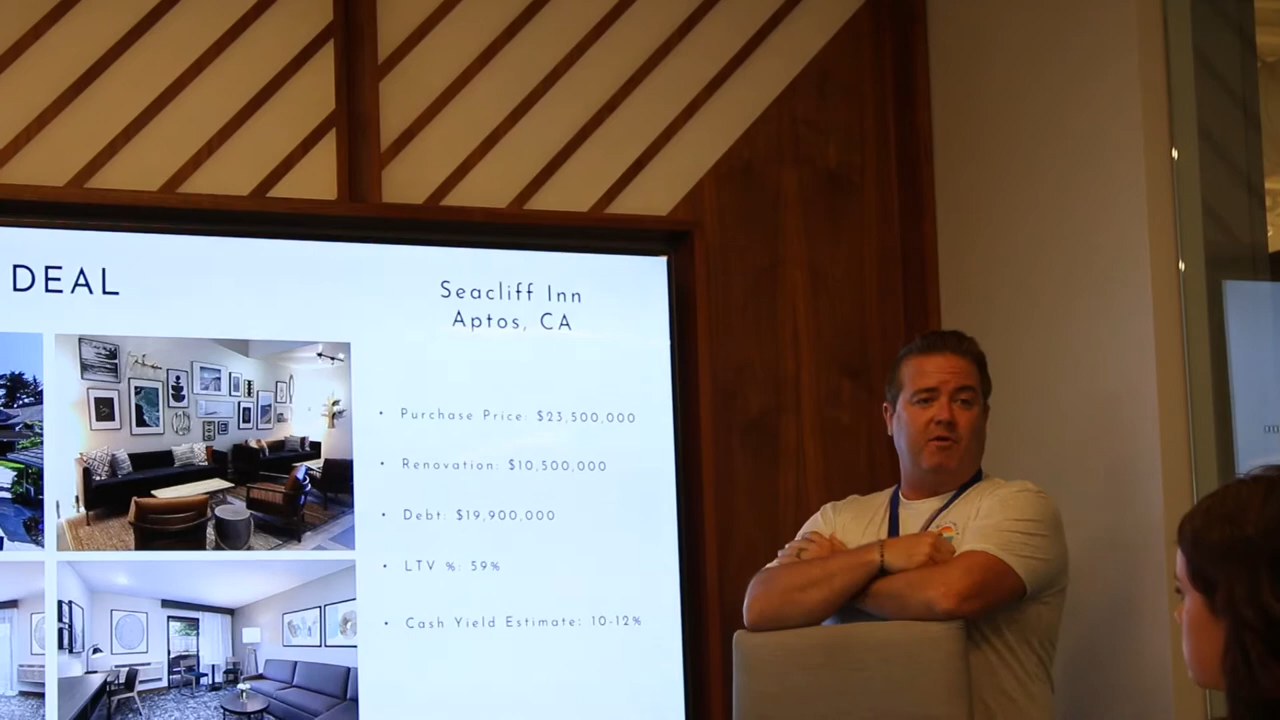 DEAL
Seacliff Inn
Aptos, CA
• Purchase Price: $23,500,000
• Renovation: $10,500,000
• Debt: $19,900,000
• LTV %: 59%
• Cash Yield Estimate: 10-12%